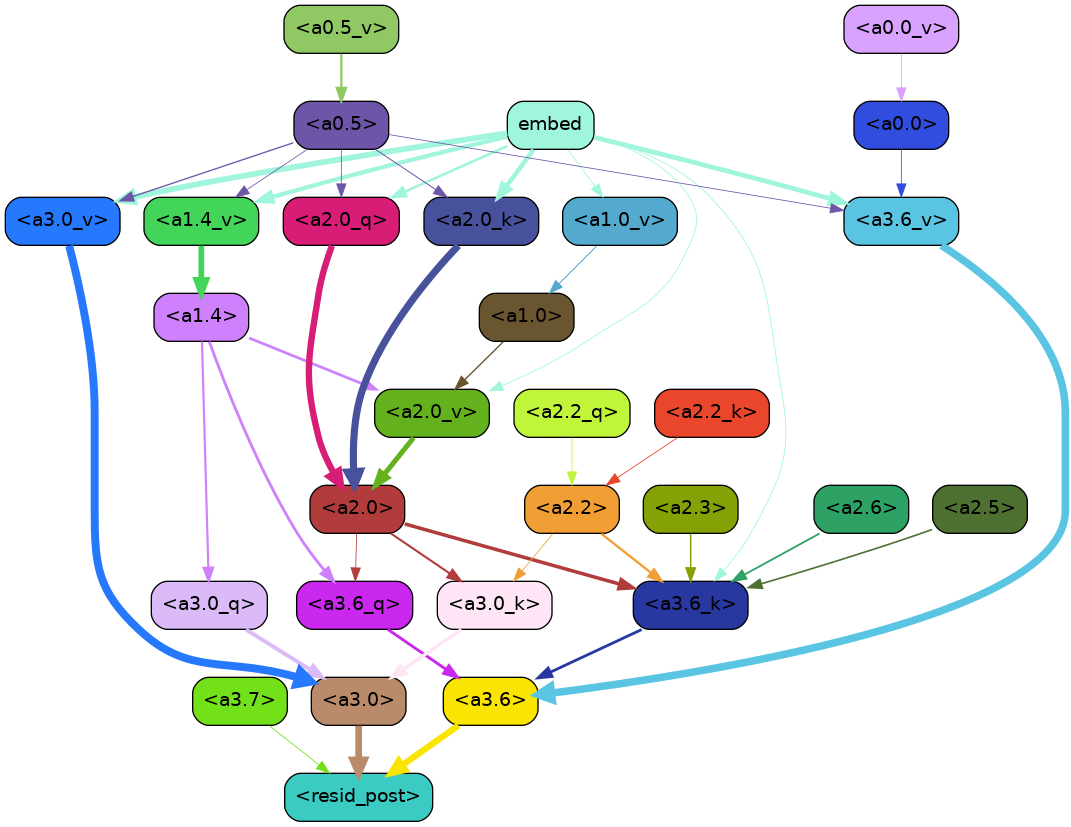 <a0.5_v>
<a0.0_v>
<a0.5>
embed
<a0.0>
<a3.0_v>
<a1.4_v>
<a2.0_q>
<a2.0_k>
<a1.0_v>
<a3.6_v>
<a1.4>
<a1.0>
<a2.0_v>
<a2.2_q>
<a2.2_k>
<a2.0>
<a2.2>
<a2.3>
<a2.6>
<a2.5>
<a3.0_q>
<a3.6_q>
<a3.0_k>
<a3.6_k>
<a3.7>
<a3.0>
<a3.6>
<resid_post>